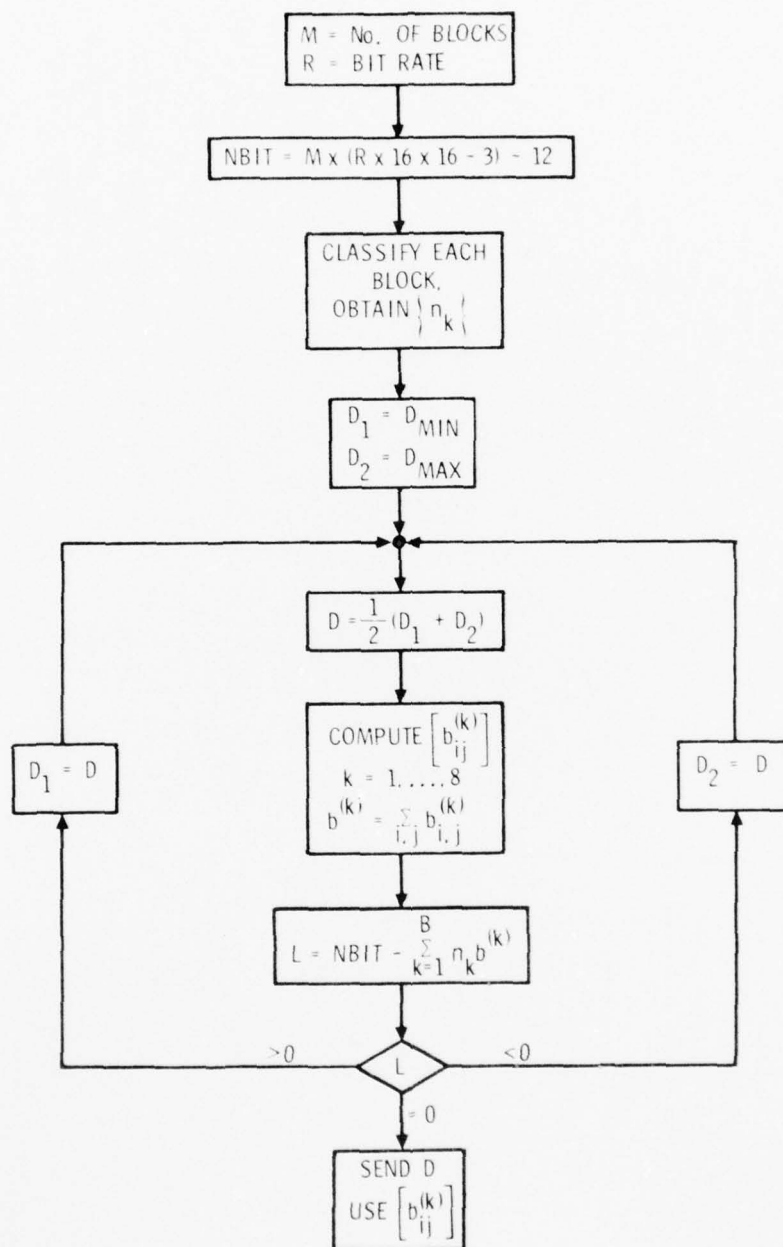 M = No. OF BLOCKS
R = BIT RATE
NBIT = M x (R x 16 x 16 - 3) - 12
CLASSIFY EACH
BLOCK,
OBTAIN } n_k {
D_1 = D_MIN
D_2 = D_MAX
D = 1/2 (D_1 + D_2)
COMPUTE [b_ij^(k)]
k = 1, . . . , 8
b^(k) = Σ_i,j b_i,j^(k)
D_1 = D
D_2 = D
L = NBIT - Σ_k=1^B n_k b^(k)
>0
L
<0
= 0
SEND D
USE [b_ij^(k)]